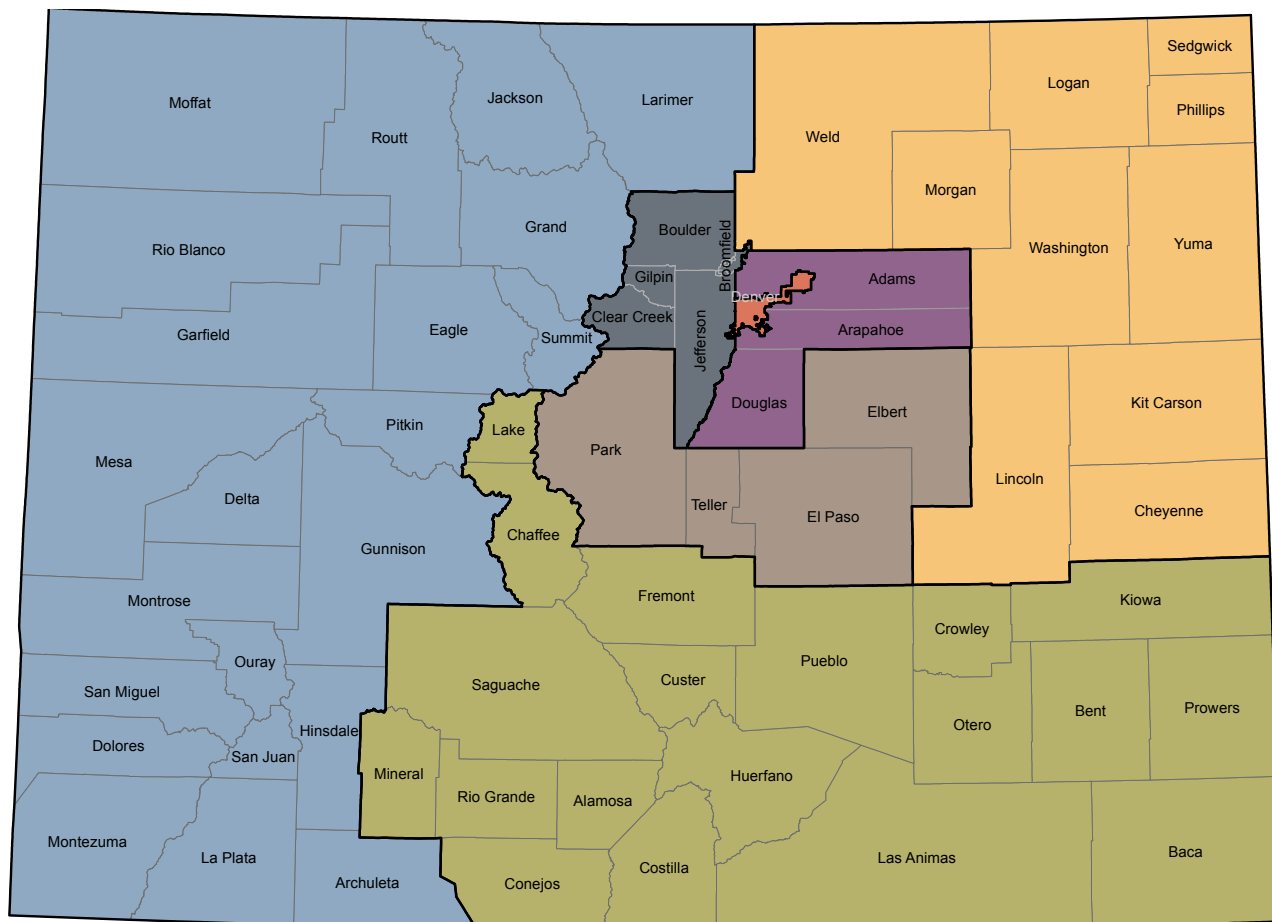 Sedgwick
Logan
Moffat
Jackson
Larimer
Phillips
Routt
Weld
Morgan
Boulder
Grand
Rio Blanco
Washington
Yuma
Broomfield
Gilpin
Adams
Denver
Clear Creek
Eagle
Garfield
Summit
Arapahoe
Jefferson
Douglas
Kit Carson
Elbert
Pitkin
Lake
Park
Mesa
Lincoln
Delta
Teller
El Paso
Cheyenne
Chaffee
Gunnison
Fremont
Montrose
Kiowa
Crowley
Ouray
Pueblo
Custer
Saguache
San Miguel
Prowers
Bent
Otero
Hinsdale
Dolores
San Juan
Mineral
Huerfano
Rio Grande
Alamosa
Montezuma
La Plata
Las Animas
Baca
Costilla
Archuleta
Conejos